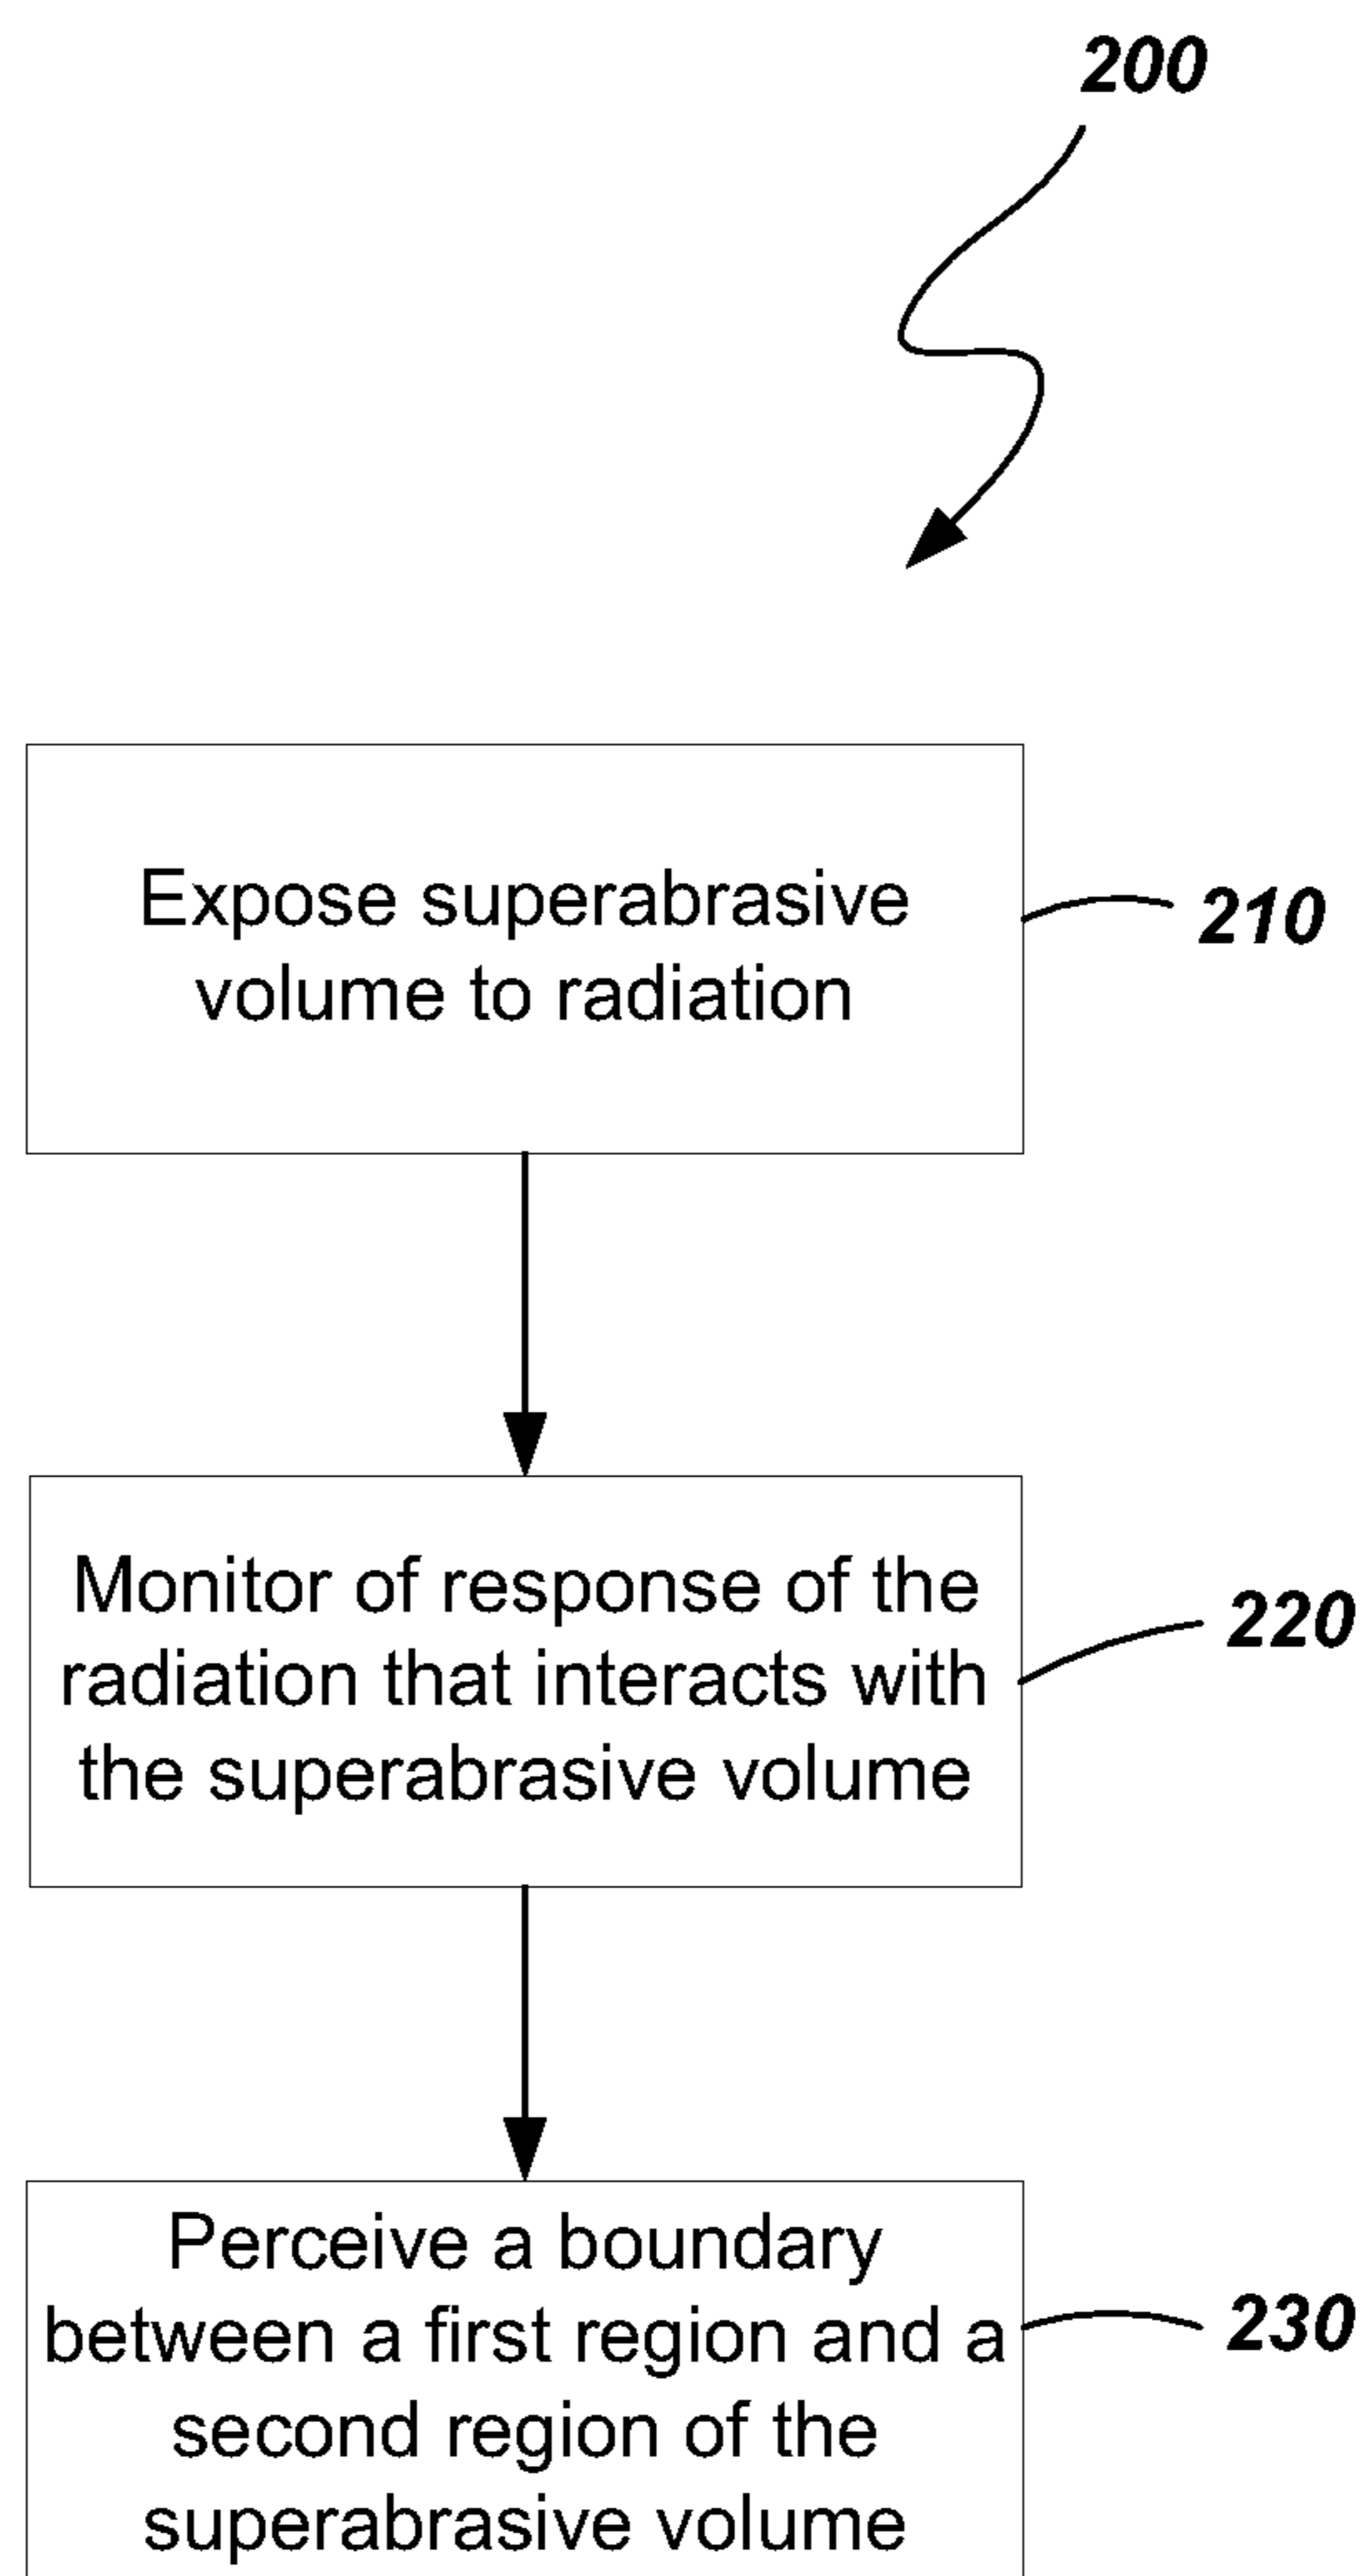 200
Expose superabrasive
volume to radiation
210
Monitor of response of the
radiation that interacts with
the superabrasive volume
220
Perceive a boundary
between a first region and a
second region of the
superabrasive volume
230